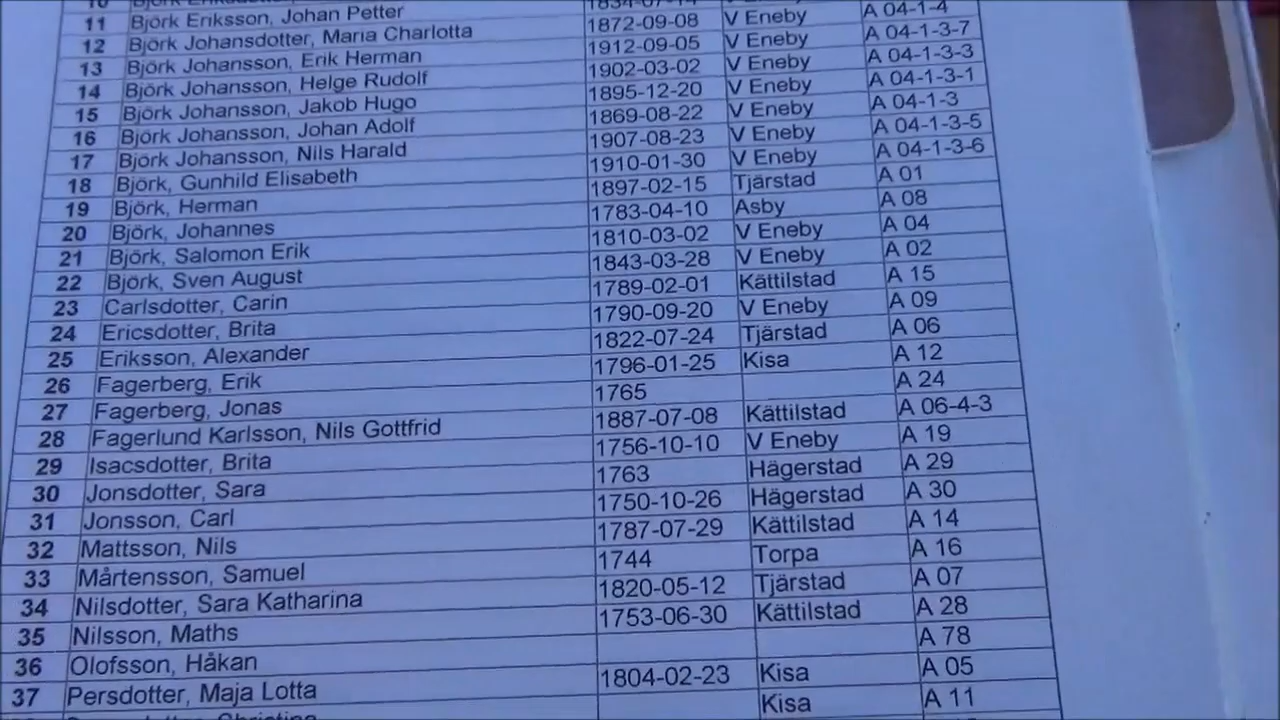 10 Björk
11 Björk Eriksson, Johan Petter 1834-07-14
12 Björk Johansdotter, Maria Charlotta 1872-09-08 V Eneby A 04-1-4
13 Björk Johansson, Erik Herman 1912-09-05 V Eneby A 04-1-3-7
14 Björk Johansson, Helge Rudolf 1902-03-02 V Eneby A 04-1-3-3
15 Björk Johansson, Jakob Hugo 1895-12-20 V Eneby A 04-1-3-1
16 Björk Johansson, Johan Adolf 1869-08-22 V Eneby A 04-1-3
17 Björk Johansson, Nils Harald 1907-08-23 V Eneby A 04-1-3-5
18 Björk, Gunhild Elisabeth 1910-01-30 V Eneby A 04-1-3-6
19 Björk, Herman 1897-02-15 Tjärstad A 01
20 Björk, Johannes 1783-04-10 Asby A 08
21 Björk, Salomon Erik 1810-03-02 V Eneby A 04
22 Björk, Sven August 1843-03-28 V Eneby A 02
23 Carlsdotter, Carin 1789-02-01 Kättilstad A 15
24 Ericsdotter, Brita 1790-09-20 V Eneby A 09
25 Eriksson, Alexander 1822-07-24 Tjärstad A 06
26 Fagerberg, Erik 1796-01-25 Kisa A 12
27 Fagerberg, Jonas 1765 A 24
28 Fagerlund Karlsson, Nils Gottfrid 1887-07-08 Kättilstad A 06-4-3
29 Isacsdotter, Brita 1756-10-10 V Eneby A 19
30 Jonsdotter, Sara 1763 Hägerstad A 29
31 Jonsson, Carl 1750-10-26 Hägerstad A 30
32 Mattsson, Nils 1787-07-29 Kättilstad A 14
33 Mårtensson, Samuel 1744 Torpa A 16
34 Nilsdotter, Sara Katharina 1820-05-12 Tjärstad A 07
35 Nilsson, Maths 1753-06-30 Kättilstad A 28
36 Olofsson, Håkan A 78
37 Persdotter, Maja Lotta 1804-02-23 Kisa A 05
Kisa A 11